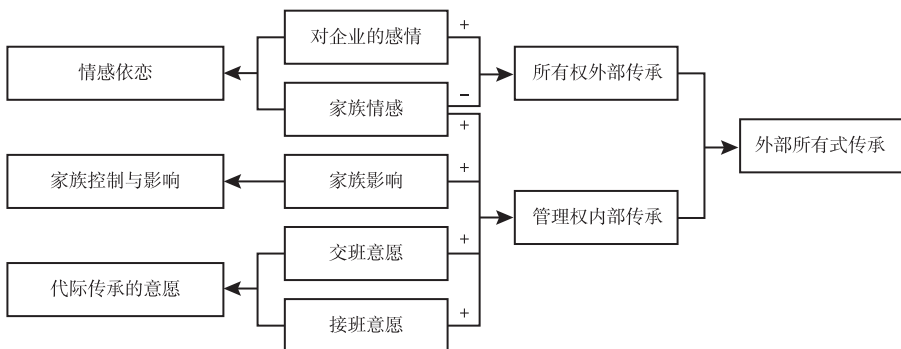 对企业的感情
+
情感依恋
所有权外部传承
家族情感
−
+
外部所有式传承
家族控制与影响
家族影响
+
管理权内部传承
交班意愿
+
代际传承的意愿
接班意愿
+